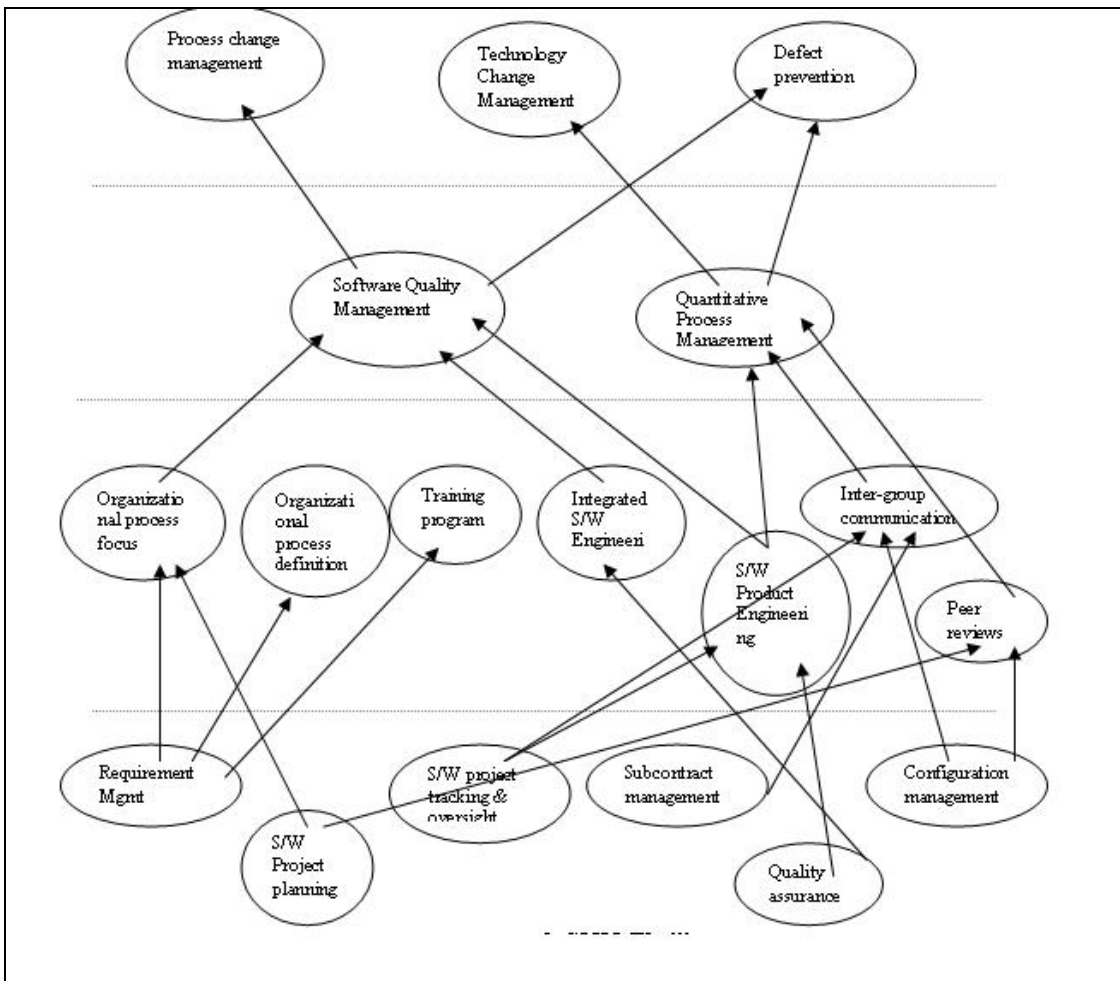 Process change
management
Technology
Change
Management
Defect
prevention
Software Quality
Management
Quantitative
Process
Management
Organizatio
nal process
focus
Organizati
onal
process
definition
Training
program
Integrated
S/W
Engineeri
S/W
Product
Engineeri
ng
Inter-group
communication
Peer
reviews
Requirement
Mgmt
S/W
Project
planning
S/W project
tracking &
oversight
Subcontract
management
Configuration
management
Quality
assurance